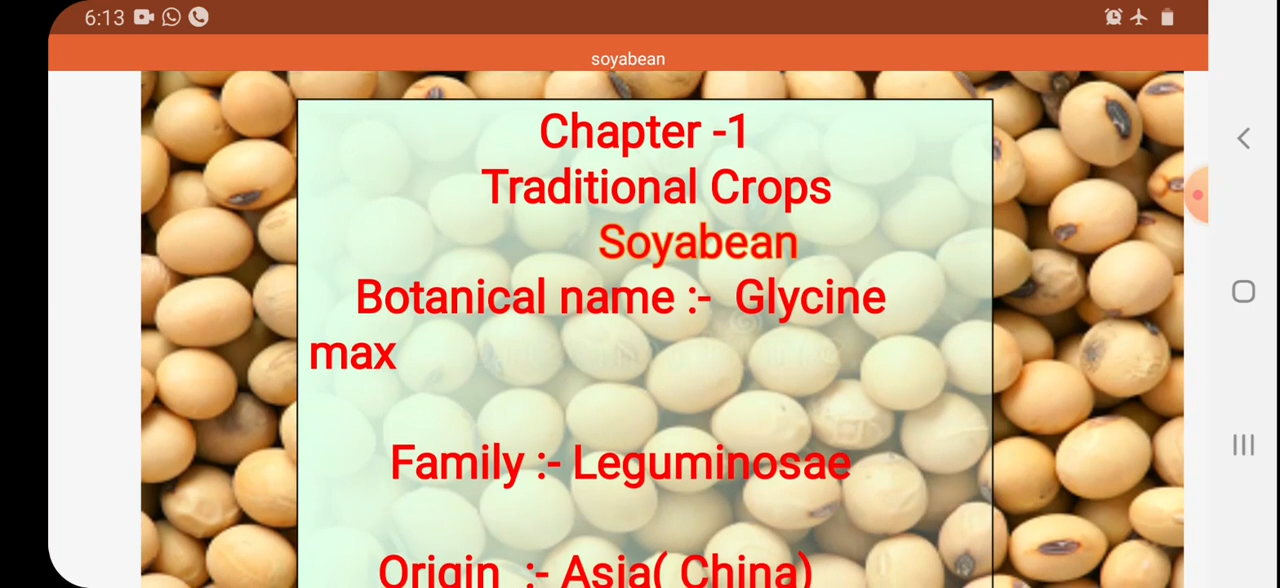 6:13
soyabean
Chapter -1
Traditional Crops
Soyabean
Botanical name :- Glycine
max
Family :- Leguminosae
Origin :- Asia( China)